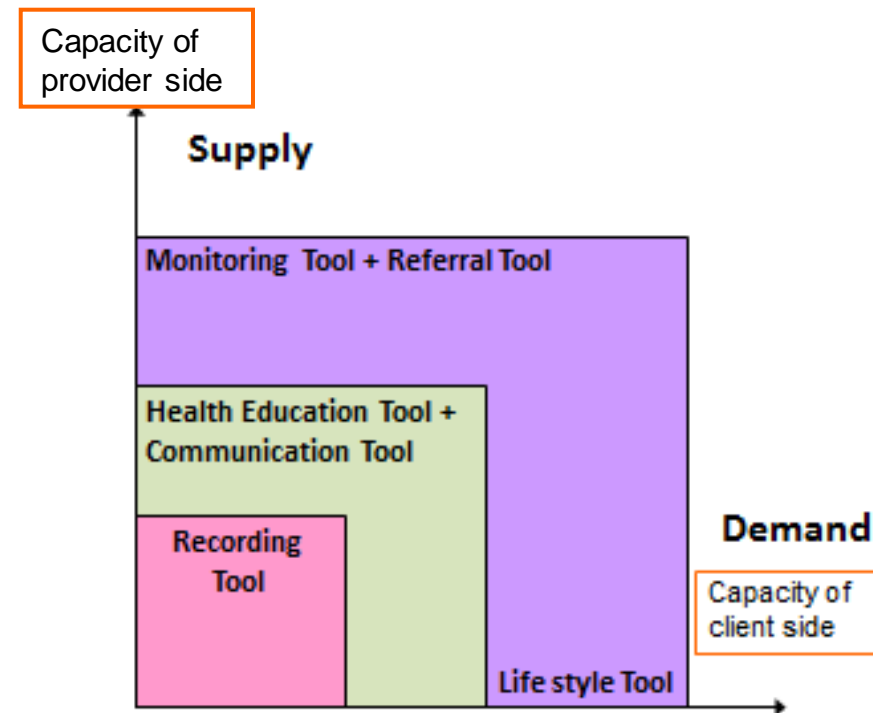 Capacity of
provider side
Supply
Monitoring Tool + Referral Tool
Health Education Tool +
Communication Tool
Recording
Tool
Demand
Capacity of
client side
Life style Tool